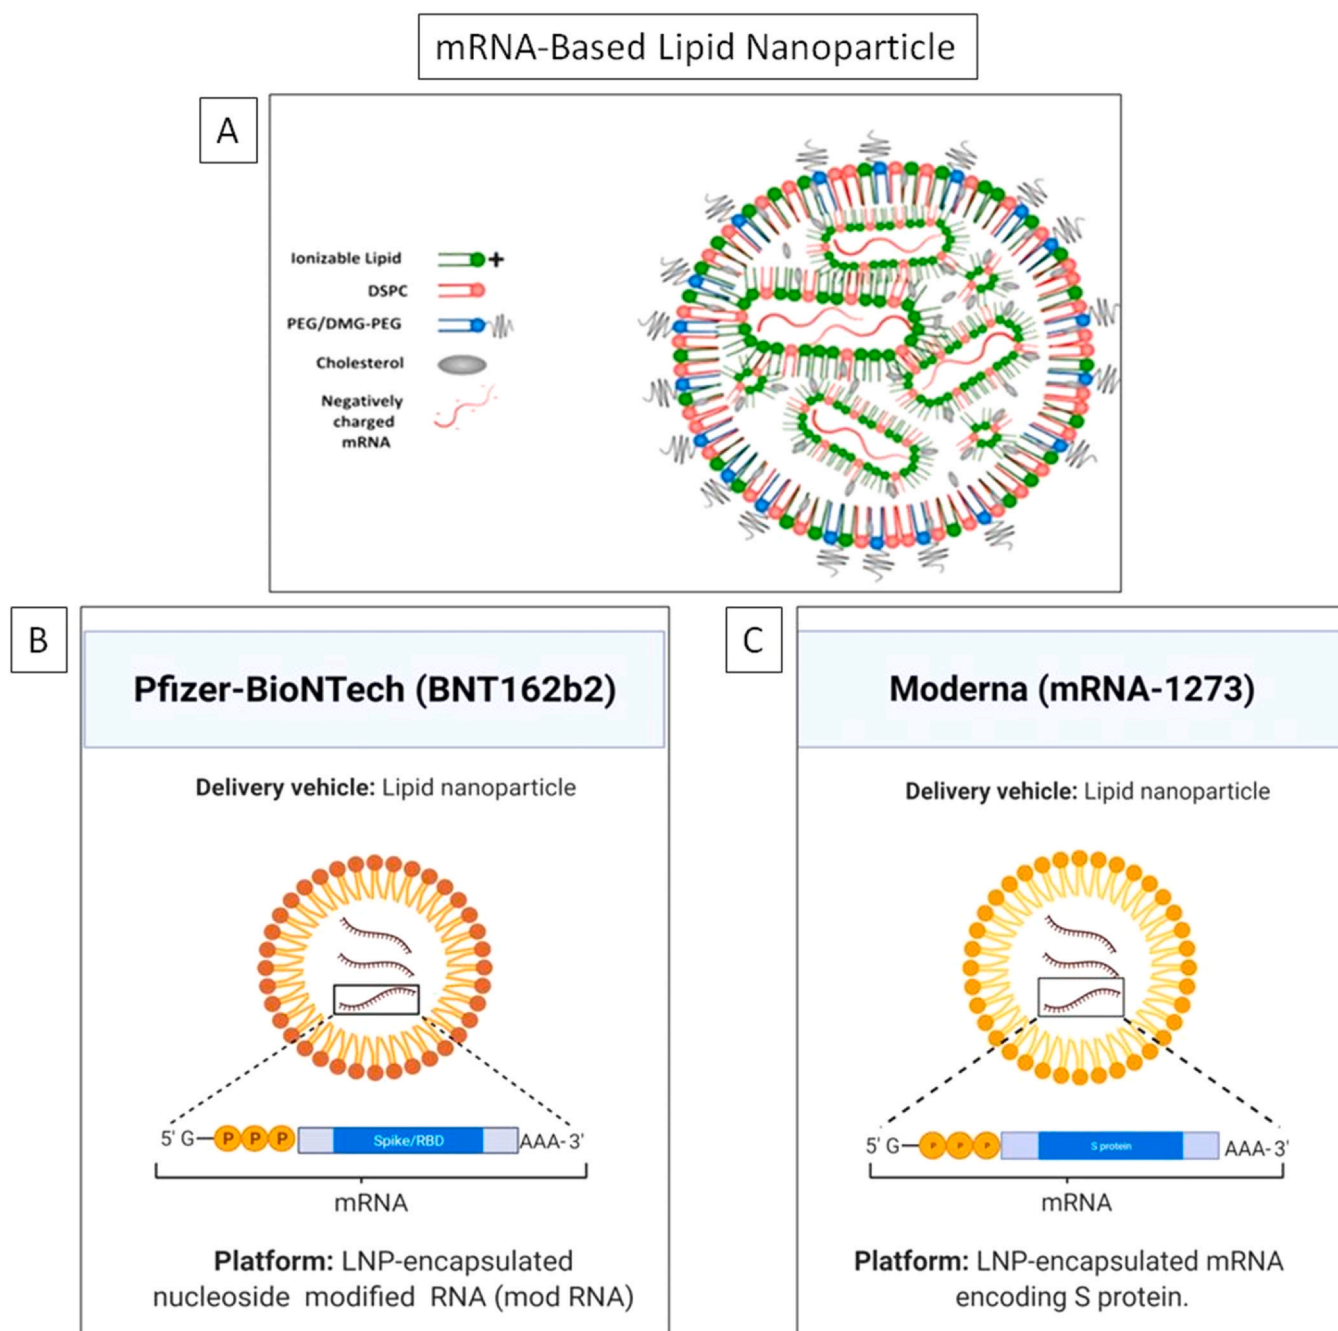 mRNA-Based Lipid Nanoparticle
A
Ionizable Lipid
+
DSPC
PEG/DMG-PEG
Cholesterol
Negatively
charged
mRNA
B
Pfizer-BioNTech (BNT162b2)
Delivery vehicle: Lipid nanoparticle
5' G
P P P
Spike/RBD
AAA-3'
mRNA
Platform: LNP-encapsulated
nucleoside modified RNA (mod RNA)
C
Moderna (mRNA-1273)
Delivery vehicle: Lipid nanoparticle
5' G
P P P
S protein
AAA-3'
mRNA
Platform: LNP-encapsulated mRNA
encoding S protein.